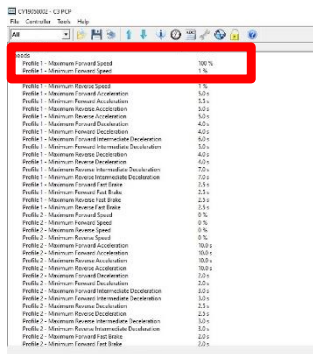 CY19050002 - C3 PCP
File Controller Tools Help
All
Profile 1 - Maximum Forward Speed 100 %
Profile 1 - Minimum Forward Speed 1 %
Profile 1 - Minimum Reverse Speed 1 %
Profile 1 - Minimum Forward Acceleration 5.0 s
Profile 1 - Maximum Forward Acceleration 3.5 s
Profile 1 - Minimum Reverse Acceleration 5.0 s
Profile 1 - Maximum Reverse Acceleration 5.0 s
Profile 1 - Minimum Forward Deceleration 4.0 s
Profile 1 - Maximum Forward Deceleration 4.0 s
Profile 1 - Minimum Forward Intermediate Deceleration
Profile 1 - Maximum Forward Intermediate Deceleration
Profile 1 - Minimum Reverse Deceleration 4.0 s
Profile 1 - Maximum Reverse Deceleration 4.0 s
Profile 1 - Minimum Reverse Intermediate Deceleration 7.0 s
Profile 1 - Maximum Reverse Intermediate Deceleration 7.0 s
Profile 1 - Minimum Forward Fast Brake 2.5 s
Profile 1 - Maximum Forward Fast Brake 2.5 s
Profile 1 - Minimum Reverse Fast Brake 2.5 s
Profile 1 - Maximum Reverse Fast Brake 2.5 s
Profile 2 - Maximum Forward Speed 0 %
Profile 2 - Minimum Forward Speed 0 %
Profile 2 - Maximum Reverse Speed 0 %
Profile 2 - Minimum Reverse Speed 0 %
Profile 2 - Minimum Forward Acceleration 10.0 s
Profile 2 - Maximum Forward Acceleration 10.0 s
Profile 2 - Minimum Reverse Acceleration 10.0 s
Profile 2 - Maximum Reverse Acceleration 10.0 s
Profile 2 - Minimum Forward Deceleration 2.0 s
Profile 2 - Maximum Forward Deceleration 2.0 s
Profile 2 - Minimum Forward Intermediate Deceleration 3.0 s
Profile 2 - Maximum Forward Intermediate Deceleration 3.0 s
Profile 2 - Minimum Reverse Deceleration 2.5 s
Profile 2 - Maximum Reverse Deceleration 2.5 s
Profile 2 - Minimum Reverse Intermediate Deceleration 3.0 s
Profile 2 - Maximum Reverse Intermediate Deceleration 3.0 s
Profile 2 - Minimum Forward Fast Brake 2.0 s
Profile 2 - Maximum Forward Fast Brake 2.0 s